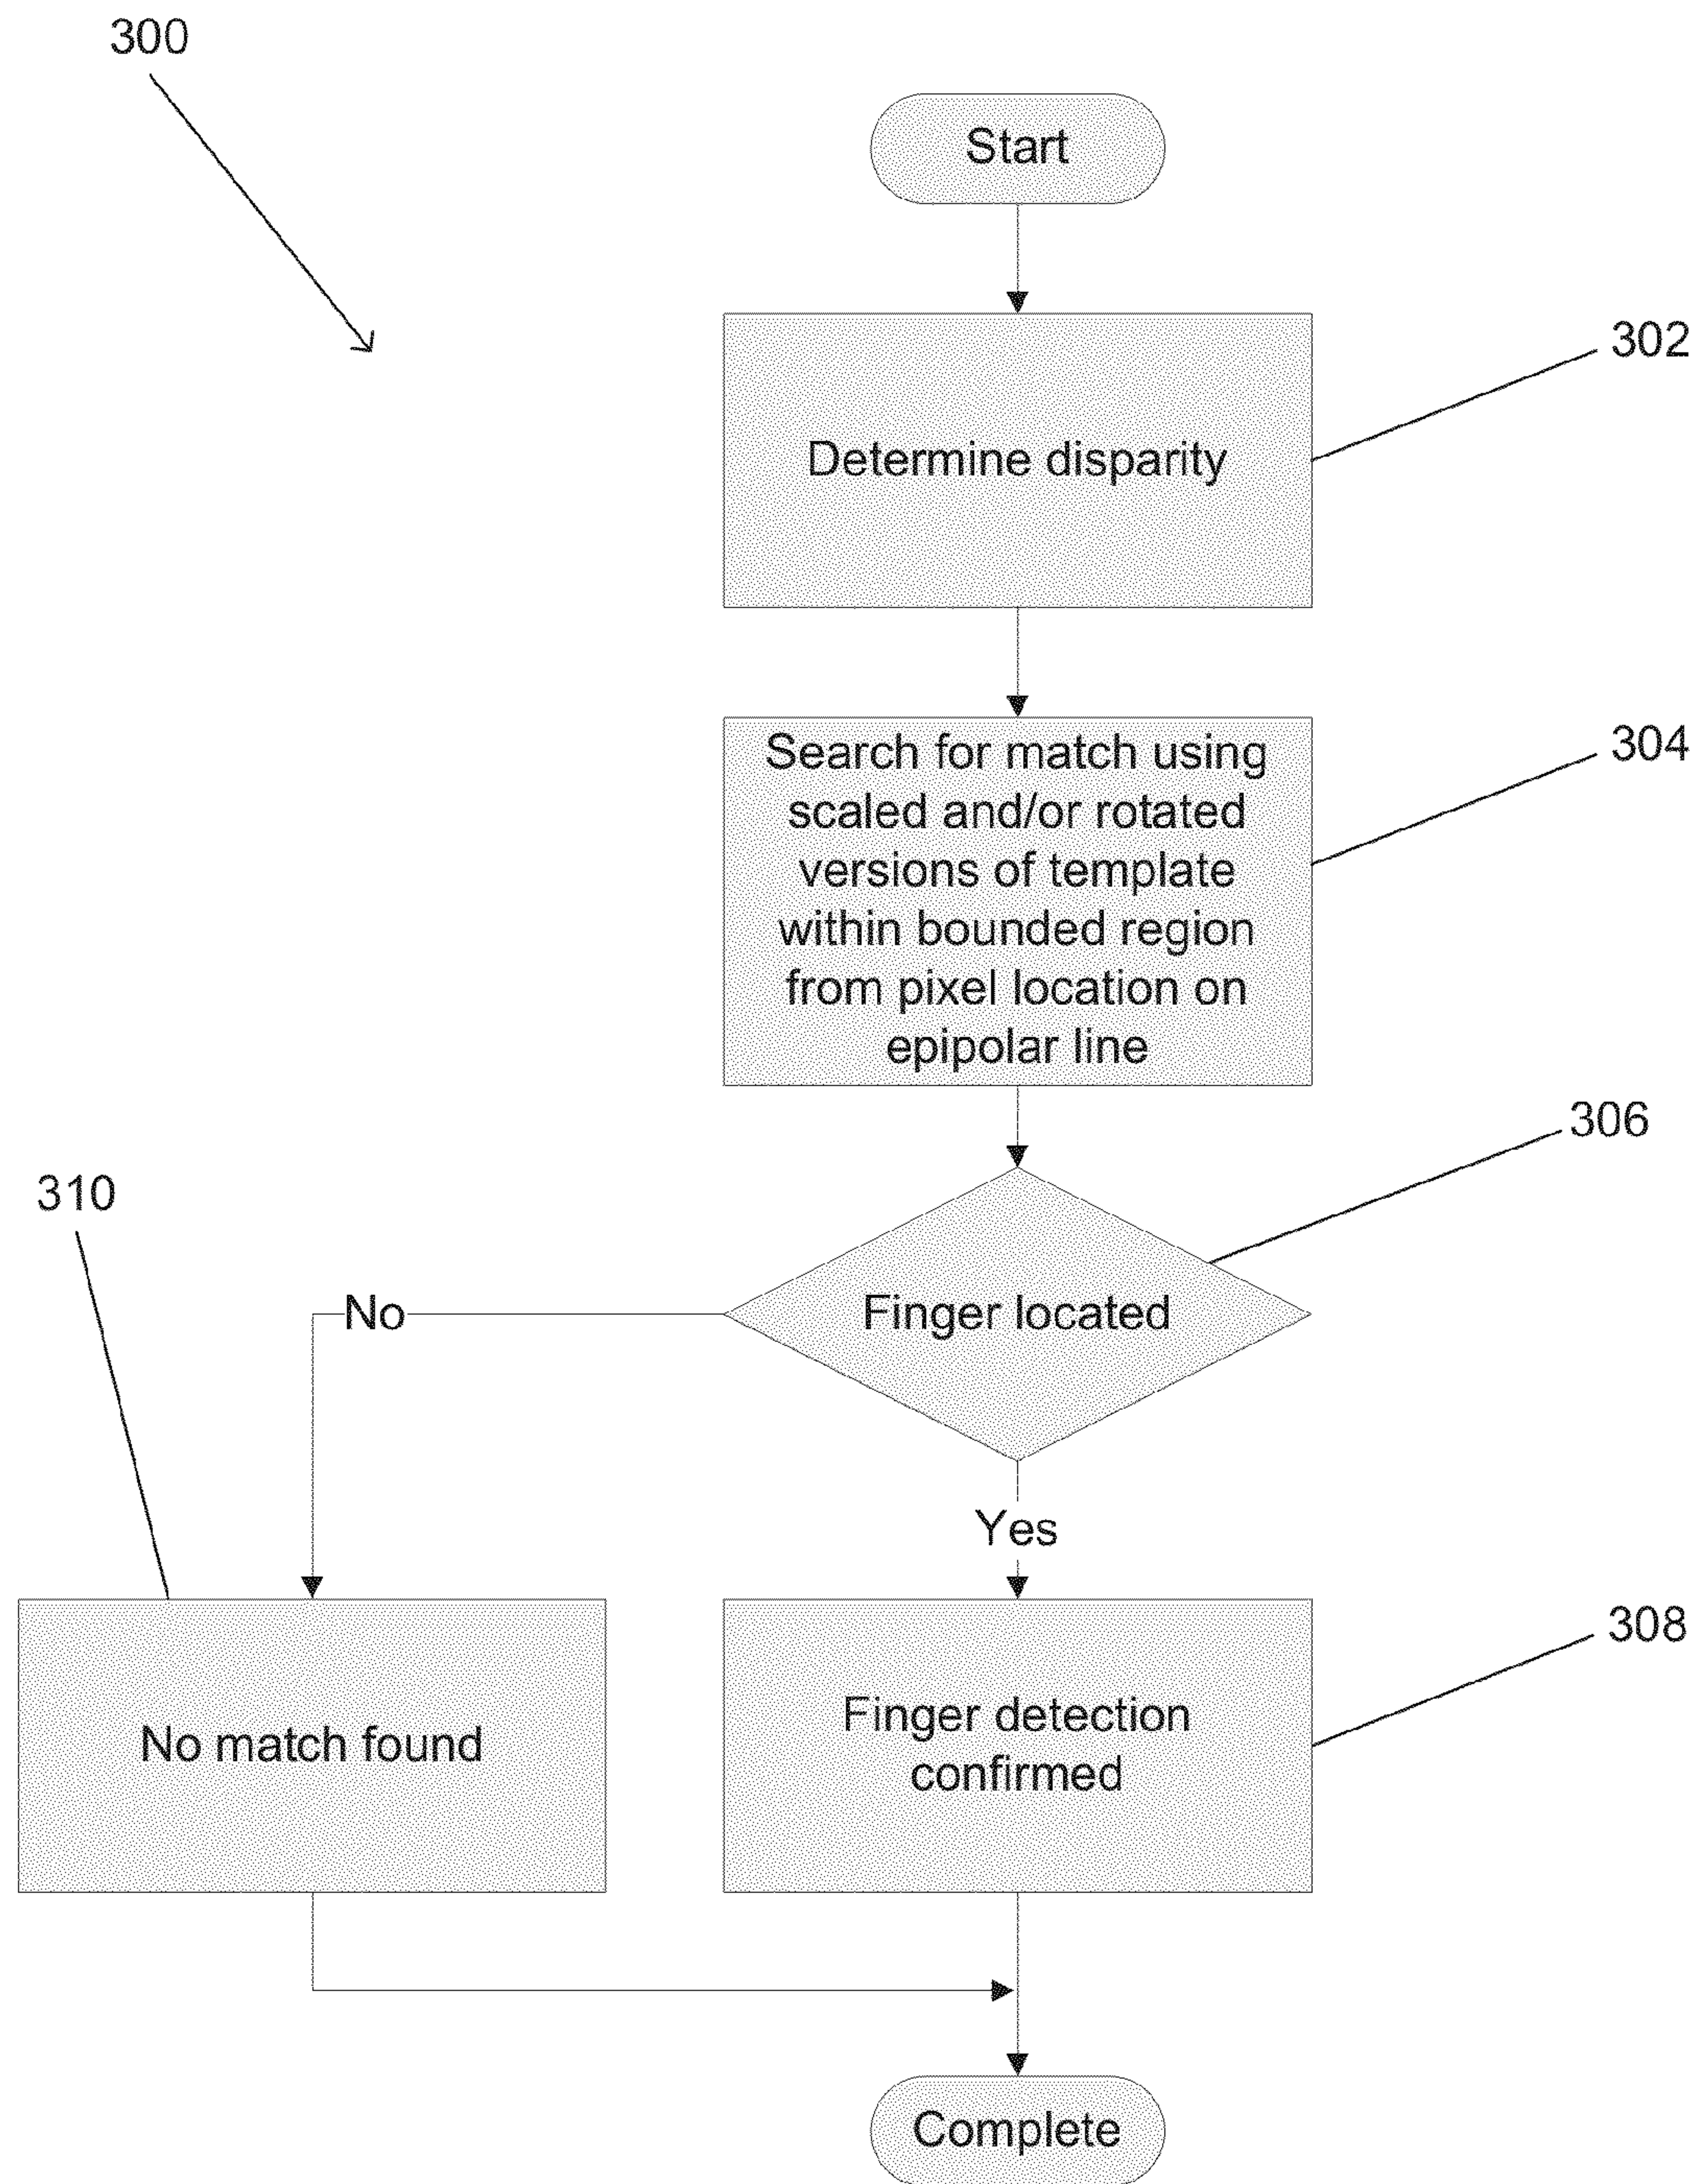 300
Start
302
Determine disparity
304
Search for match using
scaled and/or rotated
versions of template
within bounded region
from pixel location on
epipolar line
306
310
No
Finger located
Yes
308
No match found
Finger detection
confirmed
Complete